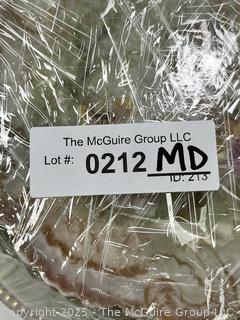 The McGuire Group LLC
Lot #: 0212 MD
ID: 213
Copyright 2025 - The McGuire Group LLC